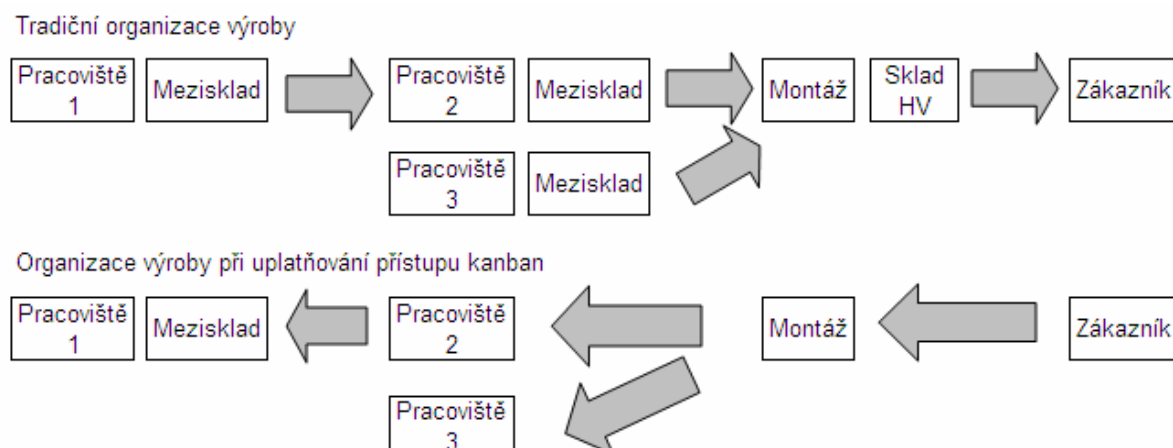 Tradiční organizace výroby
Pracoviště
1
Mezisklad
Pracoviště
2
Mezisklad
Montáž
Sklad
HV
Zákazník
Pracoviště
3
Mezisklad
Organizace výroby při uplatňování přístupu kanban
Pracoviště
1
Mezisklad
Pracoviště
2
Montáž
Zákazník
Pracoviště
3